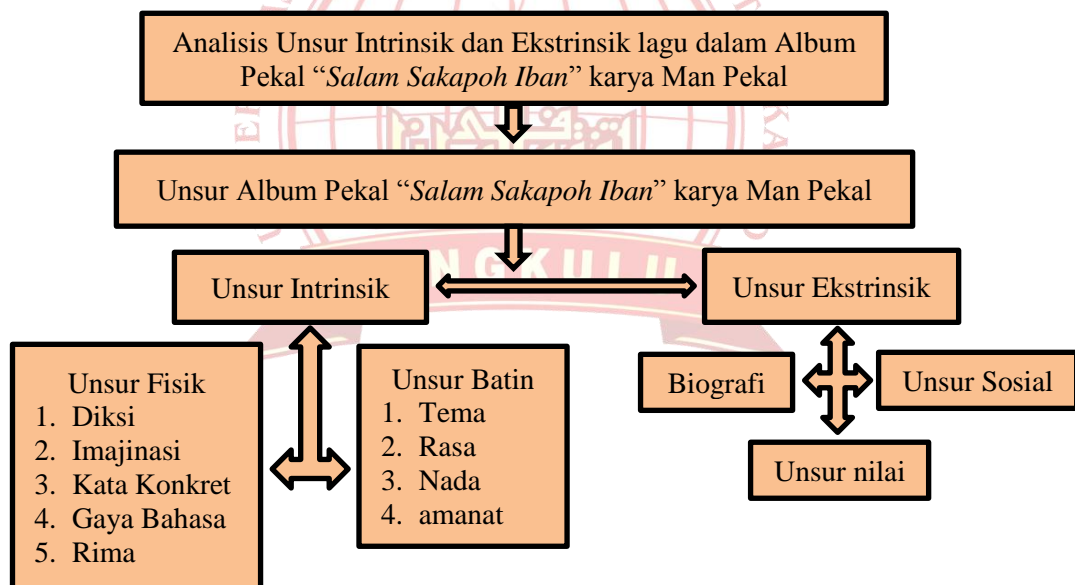 Analisis Unsur Intrinsik dan Ekstrinsik lagu dalam Album
Pekal “Salam Sakapoh Iban” karya Man Pekal
Unsur Album Pekal “Salam Sakapoh Iban” karya Man Pekal
Unsur Intrinsik
Unsur Ekstrinsik
Unsur Fisik
1. Diksi
2. Imajinasi
3. Kata Konkret
4. Gaya Bahasa
5. Rima
Unsur Batin
1. Tema
2. Rasa
3. Nada
4. amanat
Biografi
Unsur Sosial
Unsur nilai